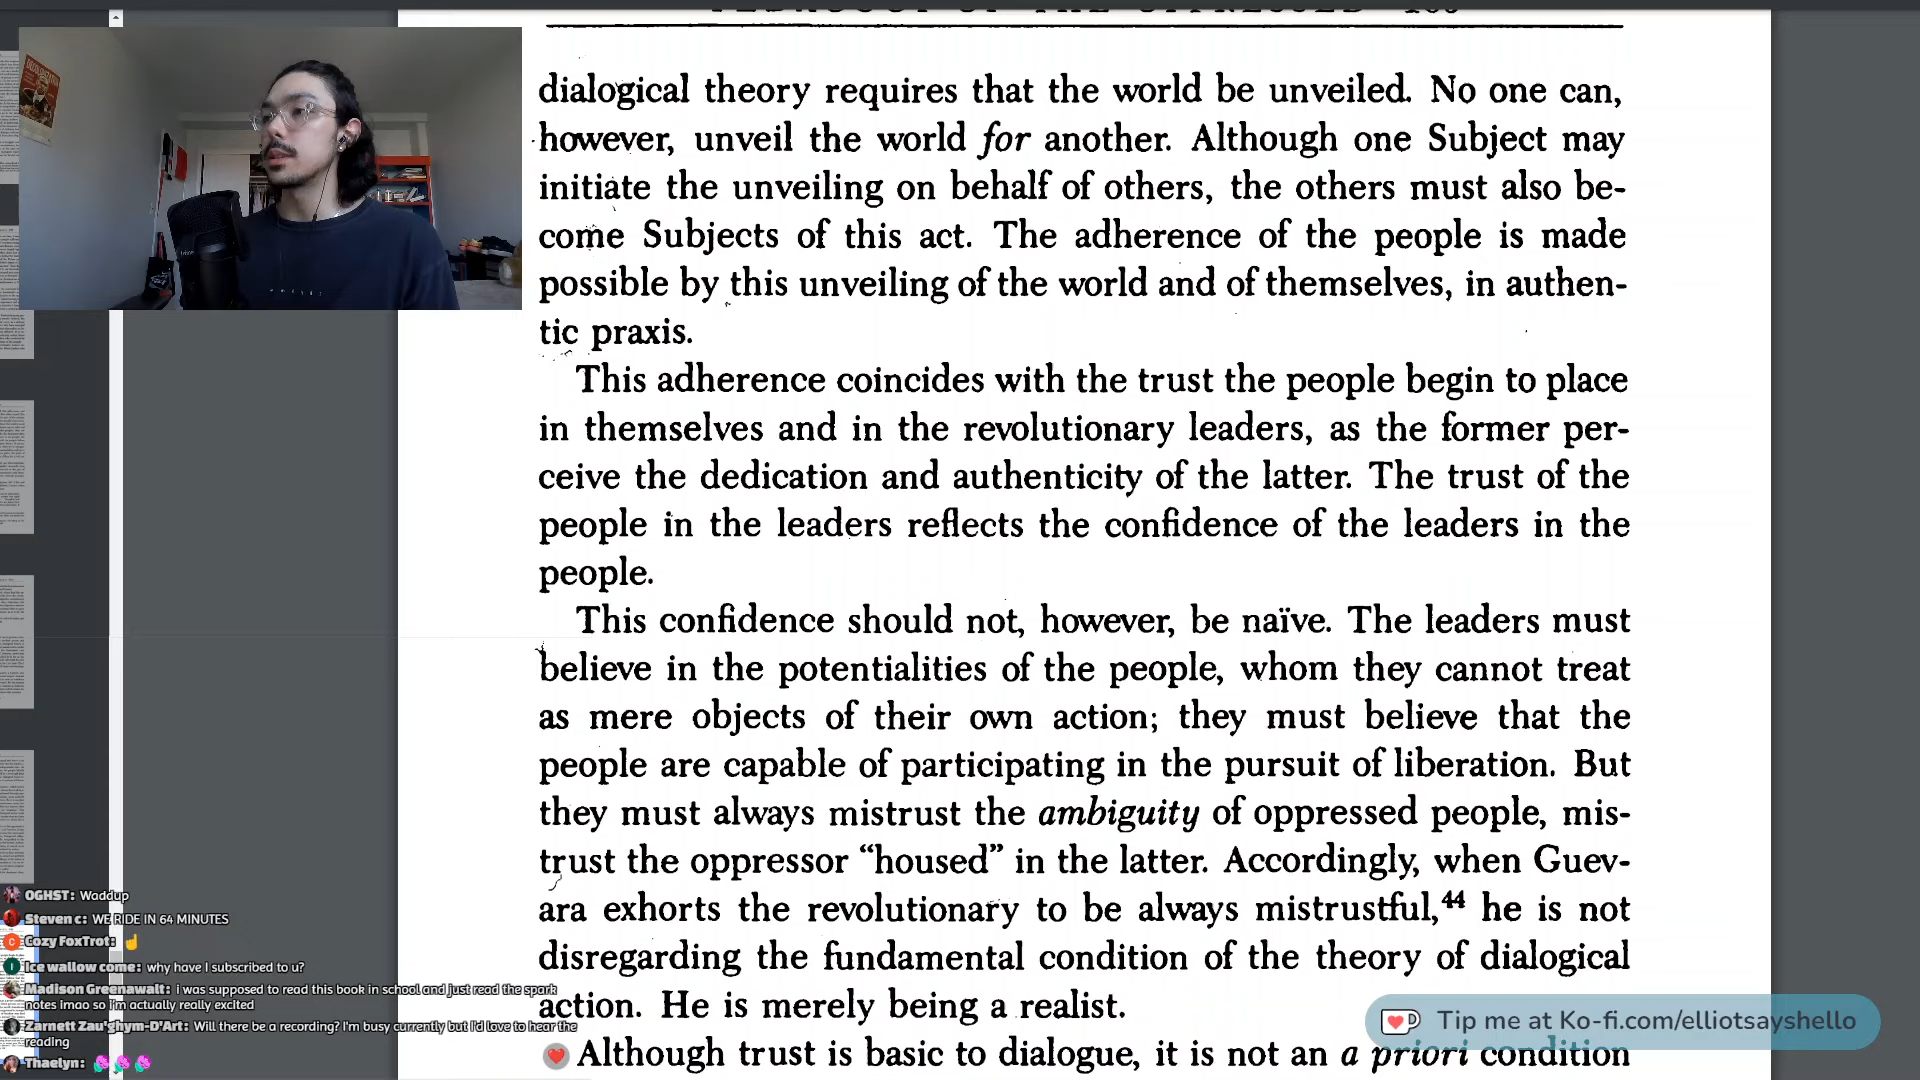 PEDAGOGY OF THE OPPRESSED
dialogical theory requires that the world be unveiled. No one can,
however, unveil the world for another. Although one Subject may
initiate the unveiling on behalf of others, the others must also be-
come Subjects of this act. The adherence of the people is made
possible by this unveiling of the world and of themselves, in authen-
tic praxis.
This adherence coincides with the trust the people begin to place
in themselves and in the revolutionary leaders, as the former per-
ceive the dedication and authenticity of the latter. The trust of the
people in the leaders reflects the confidence of the leaders in the
people.
This confidence should not, however, be naïve. The leaders must
believe in the potentialities of the people, whom they cannot treat
as mere objects of their own action; they must believe that the
people are capable of participating in the pursuit of liberation. But
they must always mistrust the ambiguity of oppressed people, mis-
trust the oppressor “housed” in the latter. Accordingly, when Guev-
ara exhorts the revolutionary to be always mistrustful,44 he is not
disregarding the fundamental condition of the theory of dialogical
action. He is merely being a realist.
Although trust is basic to dialogue, it is not an a priori condition
OGHST: Waddup
Steven c: WE RIDE IN 64 MINUTES
Cozy FoxTrot: ☝
Ice wallow come: why have I subscribed to u?
Madison Greenawalt: i was supposed to read this book in school and just read the spark
notes lmao so i'm actually really excited
Zarnett Zau'ghym-D'Art: Will there be a recording? I'm busy currently but I'd love to hear the
reading
Thaelyn:
Tip me at Ko-fi.com/elliotsayshello